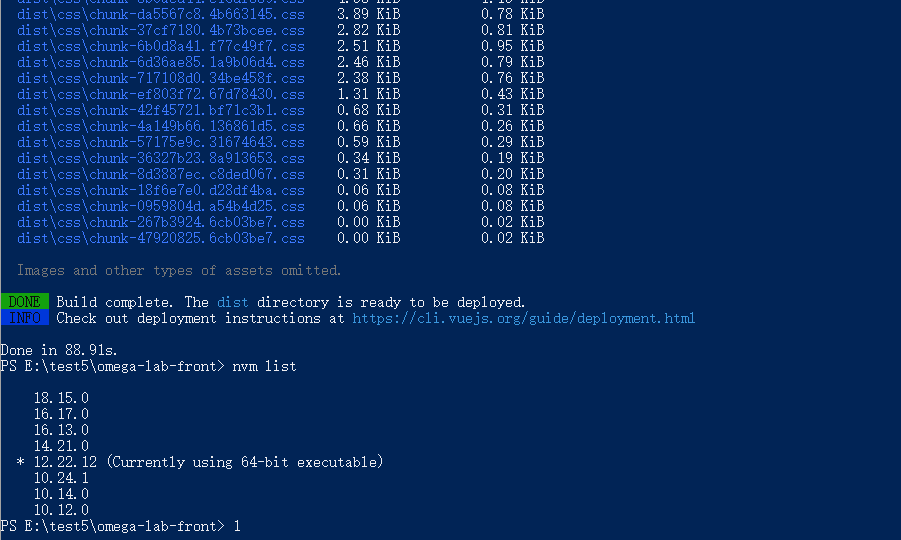 dist\css\chunk-da5567c8.4b663145.css 3.89 KiB 0.78 KiB
dist\css\chunk-37cf7180.4b73bcee.css 2.82 KiB 0.81 KiB
dist\css\chunk-6b0d8a41.f77c49f7.css 2.51 KiB 0.95 KiB
dist\css\chunk-6d36ae85.1a9b06d4.css 2.46 KiB 0.79 KiB
dist\css\chunk-717108d0.34be458f.css 2.38 KiB 0.76 KiB
dist\css\chunk-ef803f72.67d78430.css 1.31 KiB 0.43 KiB
dist\css\chunk-42f45721.bf71c3b1.css 0.68 KiB 0.31 KiB
dist\css\chunk-4a149b66.136861d5.css 0.66 KiB 0.26 KiB
dist\css\chunk-57175e9c.31674643.css 0.59 KiB 0.29 KiB
dist\css\chunk-36327b23.8a913653.css 0.34 KiB 0.19 KiB
dist\css\chunk-8d3887ec.c8ded067.css 0.31 KiB 0.20 KiB
dist\css\chunk-18f6e7e0.d28df4ba.css 0.06 KiB 0.08 KiB
dist\css\chunk-0959804d.a54b4d25.css 0.06 KiB 0.08 KiB
dist\css\chunk-267b3924.6cb03be7.css 0.00 KiB 0.02 KiB
dist\css\chunk-47920825.6cb03be7.css 0.00 KiB 0.02 KiB
Images and other types of assets omitted.
DONE Build complete. The dist directory is ready to be deployed.
INFO Check out deployment instructions at https://cli.vuejs.org/guide/deployment.html
Done in 88.91s.
PS E:\test5\omega-lab-front> nvm list
18.15.0
16.17.0
16.13.0
14.21.0
* 12.22.12 (Currently using 64-bit executable)
10.24.1
10.14.0
10.12.0
PS E:\test5\omega-lab-front> l